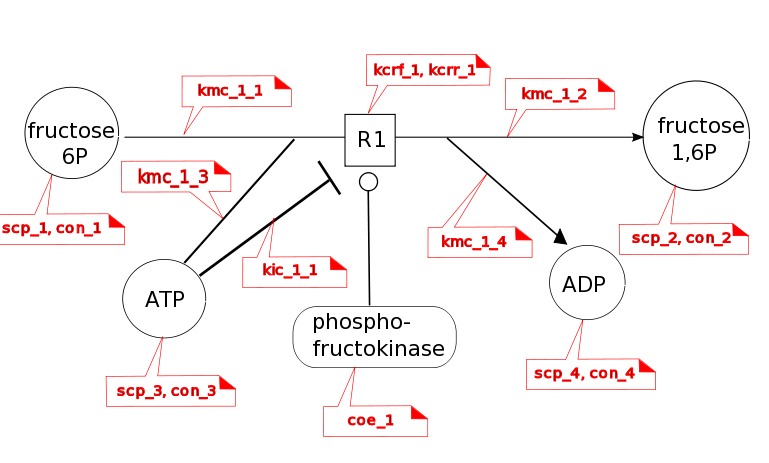 kcrf_1, kcrr_1
kmc_1_1
kmc_1_2
fructose
6P
R1
fructose
1,6P
kmc_1_3
scp_1, con_1
scp_2, con_2
kmc_1_4
kic_1_1
ATP
ADP
phospho-
fructokinase
scp_3, con_3
scp_4, con_4
coe_1